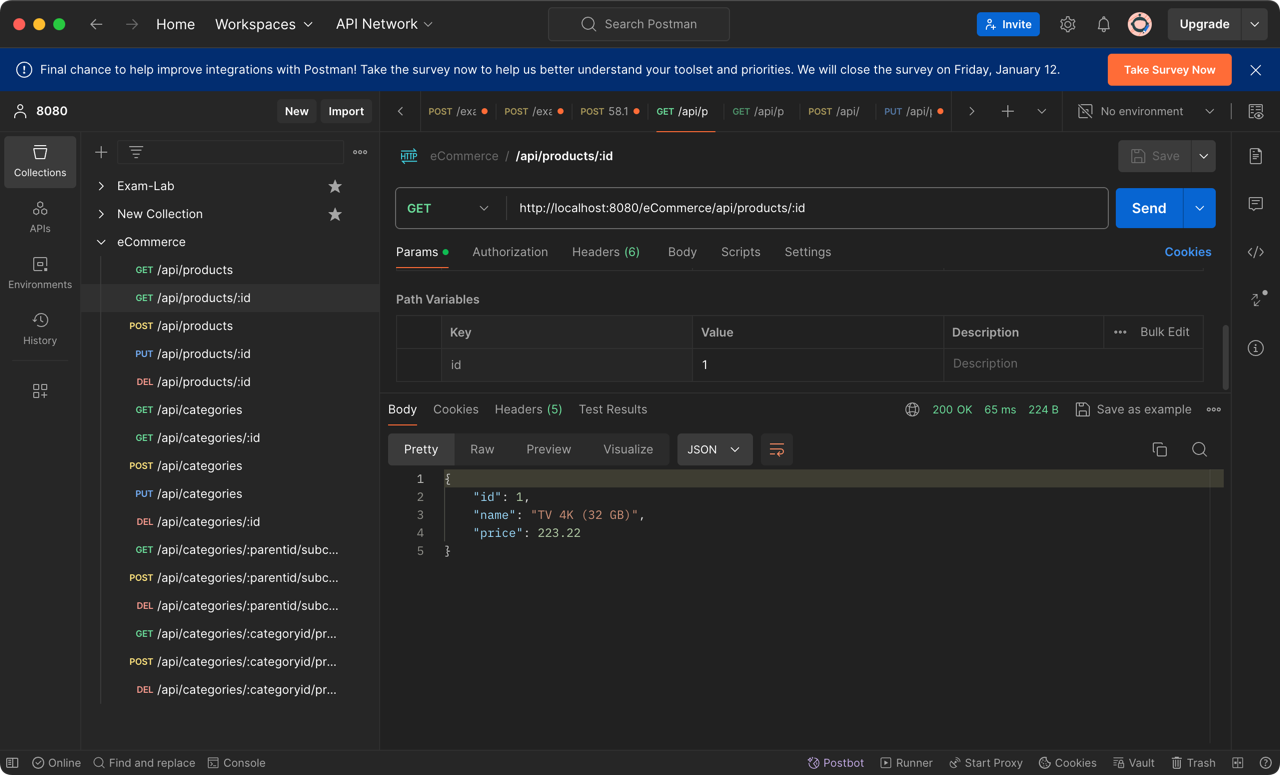 Home Workspaces API Network Search Postman Invite Upgrade
Final chance to help improve integrations with Postman! Take the survey now to help us better understand your toolset and priorities. We will close the survey on Friday, January 12. Take Survey Now
8080 New Import
POST /exa POST /exa POST 58.1 GET /api/p GET /api/p POST /api/ PUT /api/p No environment
Collections
APIs
Environments
History
Exam-Lab
New Collection
eCommerce
GET /api/products
GET /api/products/:id
POST /api/products
PUT /api/products/:id
DEL /api/products/:id
GET /api/categories
GET /api/categories/:id
POST /api/categories
PUT /api/categories
DEL /api/categories/:id
GET /api/categories/:parentid/subc...
POST /api/categories/:parentid/subc...
DEL /api/categories/:parentid/subc...
GET /api/categories/:categoryid/pr...
POST /api/categories/:categoryid/pr...
DEL /api/categories/:categoryid/pr...
HTTP eCommerce / /api/products/:id Save
GET http://localhost:8080/eCommerce/api/products/:id Send
Params Authorization Headers (6) Body Scripts Settings Cookies
Path Variables
Key Value Description Bulk Edit
id 1 Description
Body Cookies Headers (5) Test Results 200 OK 65 ms 224 B Save as example
Pretty Raw Preview Visualize JSON
1 {
2 "id": 1,
3 "name": "TV 4K (32 GB)",
4 "price": 223.22
5 }
Online Find and replace Console Postbot Runner Start Proxy Cookies Vault Trash